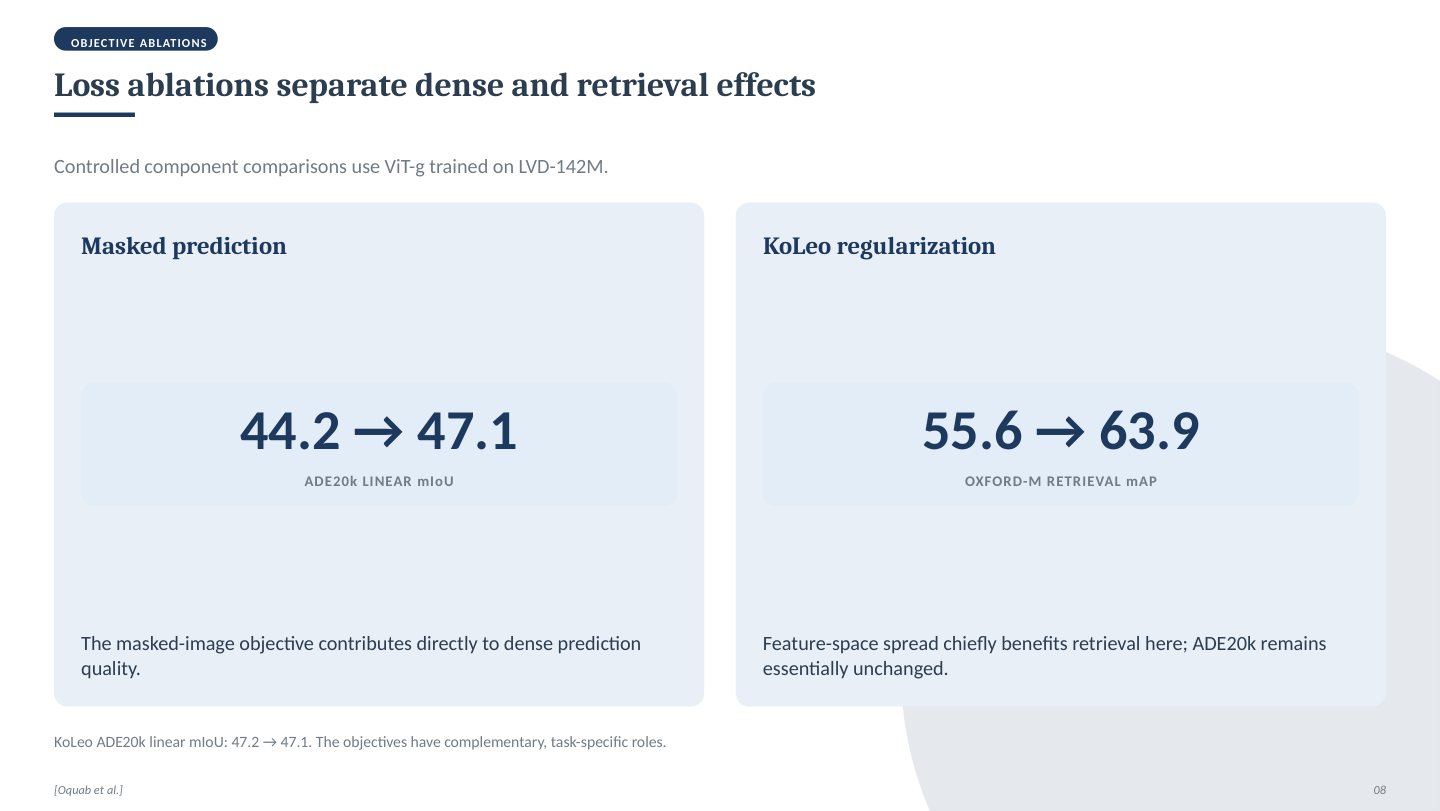 OBJECTIVE ABLATIONS
Loss ablations separate dense and retrieval effects
Controlled component comparisons use ViT-g trained on LVD-142M.
Masked prediction
44.2 → 47.1
ADE20k LINEAR mIoU
The masked-image objective contributes directly to dense prediction
quality.
KoLeo regularization
55.6 → 63.9
OXFORD-M RETRIEVAL mAP
Feature-space spread chiefly benefits retrieval here; ADE20k remains
essentially unchanged.
KoLeo ADE20k linear mIoU: 47.2 → 47.1. The objectives have complementary, task-specific roles.
[Oquab et al.]
08